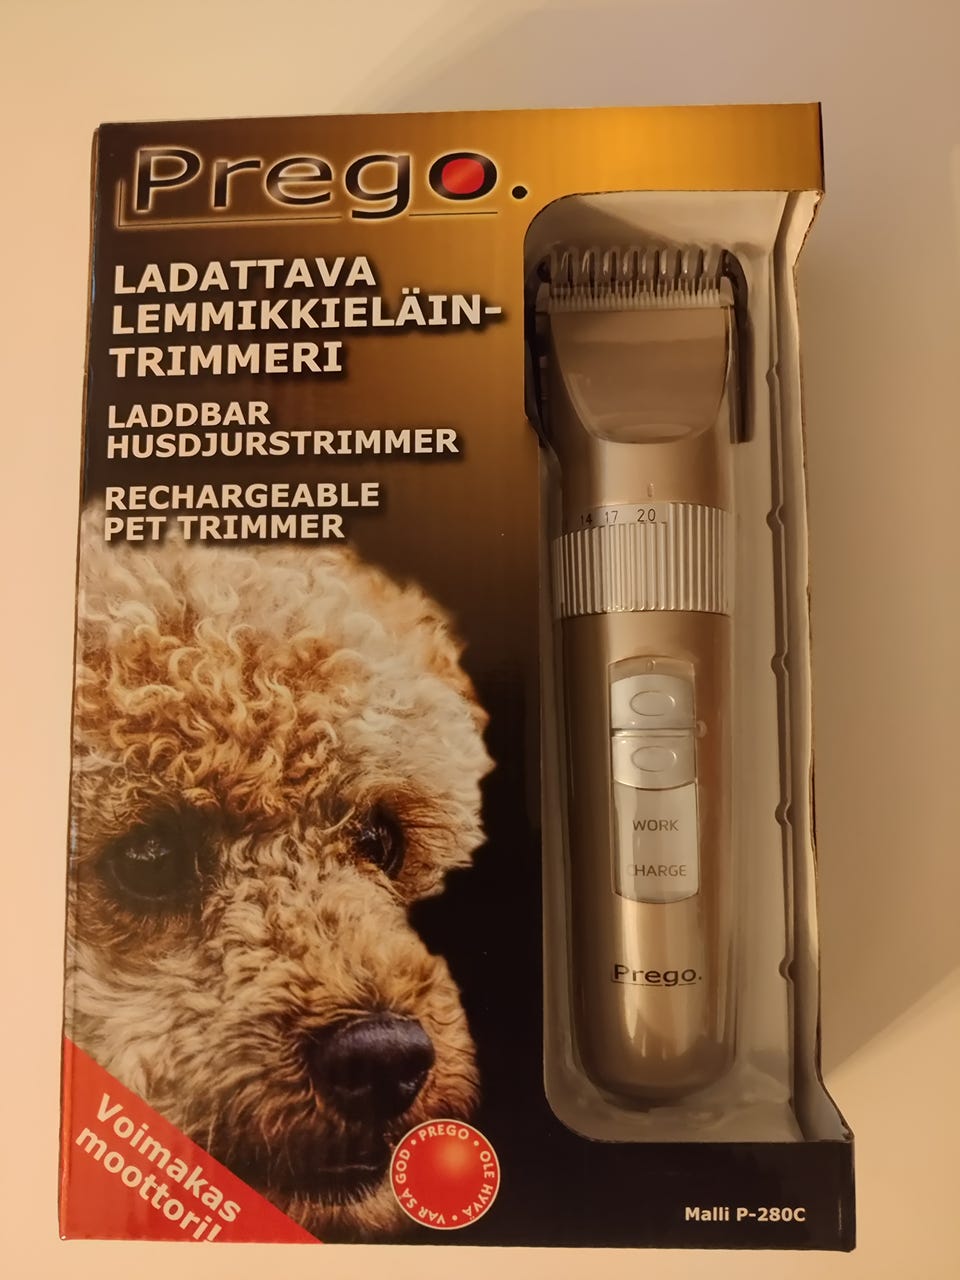 Prego.
LADATTAVA
LEMMIKKIELÄIN-
TRIMMERI
LADDBAR
HUSDJURSTRIMMER
RECHARGEABLE
PET TRIMMER
14 17 20
WORK
CHARGE
Prego.
Voimakas
moottori!
• PREGO • OLE HYVÄ • VAR SÅ GOD
Malli P-280C